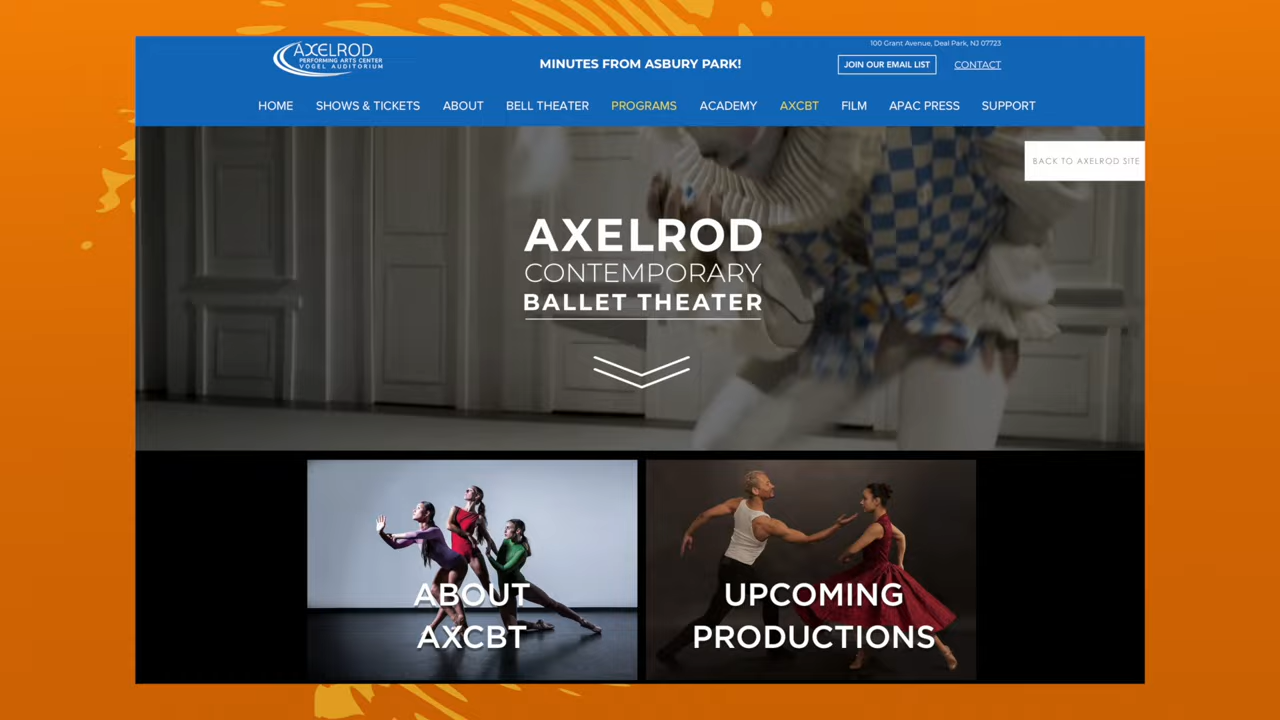 AXELROD
PERFORMING ARTS CENTER
VOGEL AUDITORIUM
MINUTES FROM ASBURY PARK!
100 Grant Avenue, Deal Park, NJ 07723
JOIN OUR EMAIL LIST
CONTACT
HOME SHOWS & TICKETS ABOUT BELL THEATER PROGRAMS ACADEMY AXCBT FILM APAC PRESS SUPPORT
BACK TO AXELROD SITE
AXELROD
CONTEMPORARY
BALLET THEATER
ABOUT
AXCBT
UPCOMING
PRODUCTIONS